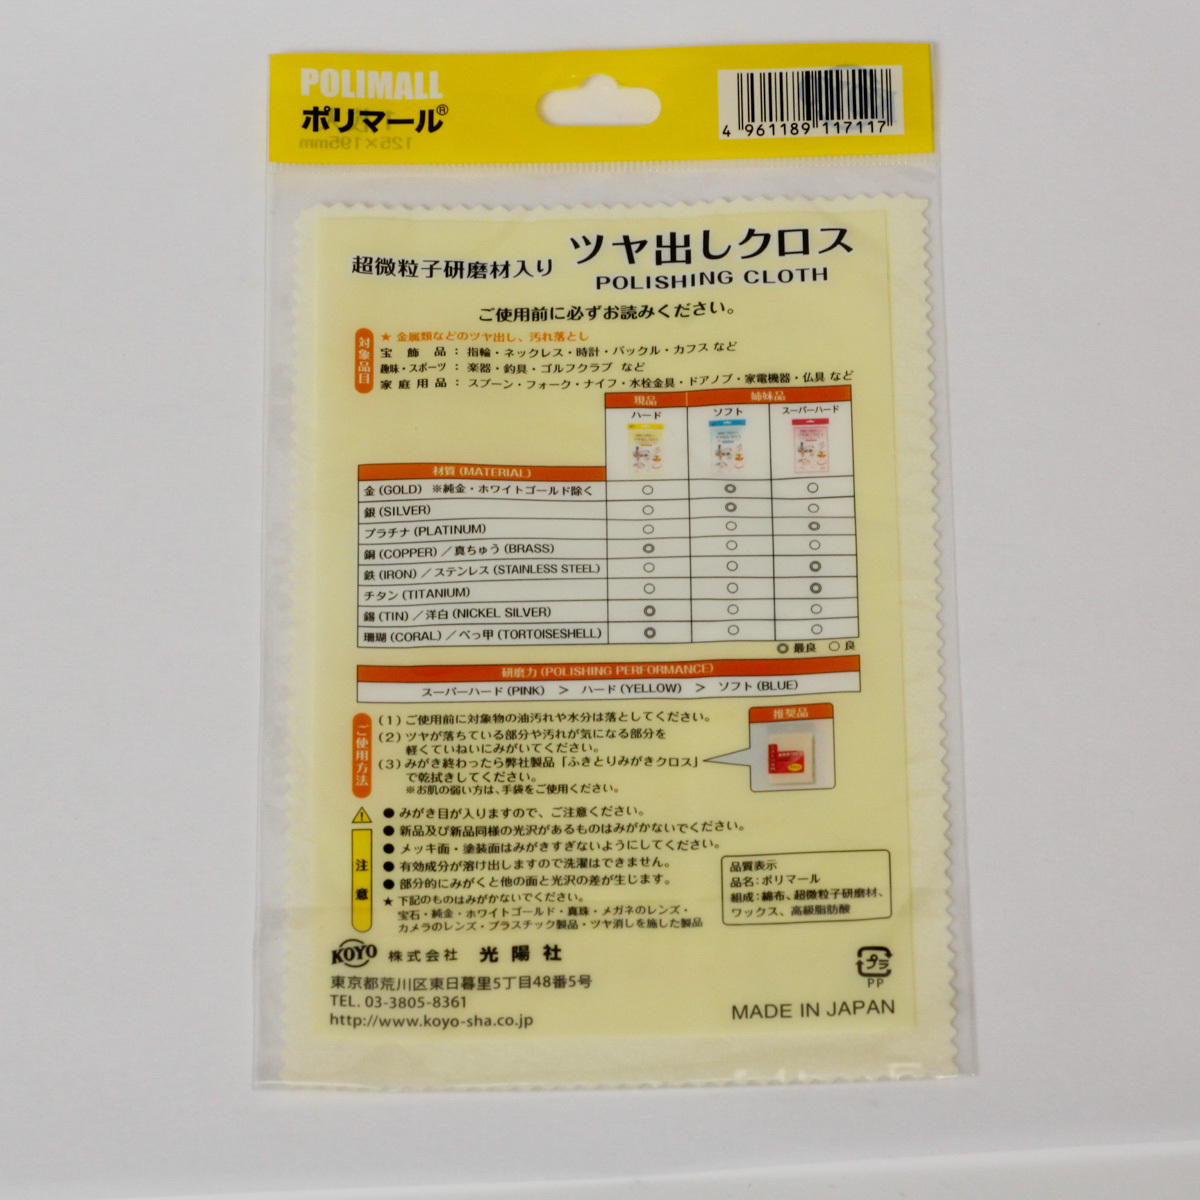 POLIMALL
ポリマール®
125×195mm
4 961189 117117
超微粒子研磨材入り ツヤ出しクロス
POLISHING CLOTH
ご使用前に必ずお読みください。
対象品目
★ 金属類などのツヤ出し、汚れ落とし
宝飾品：指輪・ネックレス・時計・バックル・カフス など
趣味・スポーツ：楽器・釣具・ゴルフクラブ など
家庭用品：スプーン・フォーク・ナイフ・水栓金具・ドアノブ・家電機器・仏具 など
現品 姉妹品
ハード ソフト スーパーハード
材質 (MATERIAL)
金 (GOLD) ※純金・ホワイトゴールド除く ○ ◎ ○
銀 (SILVER) ○ ◎ ○
プラチナ (PLATINUM) ○ ○ ◎
銅 (COPPER) ／真ちゅう (BRASS) ◎ ○ ○
鉄 (IRON) ／ステンレス (STAINLESS STEEL) ○ ○ ◎
チタン (TITANIUM) ○ ○ ◎
錫 (TIN) ／洋白 (NICKEL SILVER) ◎ ○ ○
珊瑚 (CORAL) ／べっ甲 (TORTOISESHELL) ◎ ○ ○
◎ 最良 ○ 良
研磨力 (POLISHING PERFORMANCE)
スーパーハード (PINK) ＞ ハード (YELLOW) ＞ ソフト (BLUE)
ご使用方法
(1) ご使用前に対象物の油汚れや水分は落としてください。
(2) ツヤが落ちている部分や汚れが気になる部分を
軽くていねいにみがいてください。
(3) みがき終わったら弊社製品「ふきとりみがきクロス」
で乾拭きしてください。
※お肌の弱い方は、手袋をご使用ください。
推奨品
注意
● みがき目が入りますので、ご注意ください。
● 新品及び新品同様の光沢があるものはみがかないでください。
● メッキ面・塗装面はみがきすぎないようにしてください。
● 有効成分が溶け出しますので洗濯はできません。
● 部分的にみがくと他の面と光沢の差が生じます。
★ 下記のものはみがかないでください。
宝石・純金・ホワイトゴールド・真珠・メガネのレンズ・
カメラのレンズ・プラスチック製品・ツヤ消しを施した製品
品質表示
品名：ポリマール
組成：綿布、超微粒子研磨材、
ワックス、高級脂肪酸
KOYO 株式会社 光陽社
東京都荒川区東日暮里5丁目48番5号
TEL. 03-3805-8361
http://www.koyo-sha.co.jp
プラ
PP
MADE IN JAPAN